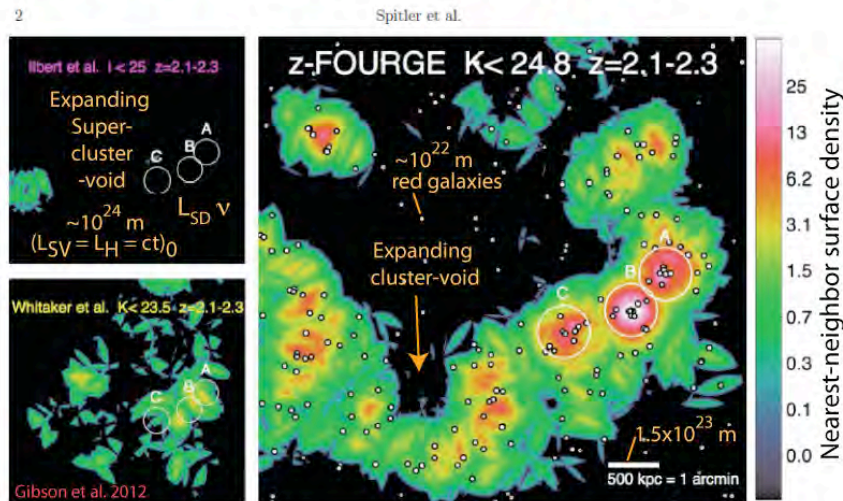 2
Spitler et al.
Ilbert et al. I < 25 z=2.1-2.3
Expanding
Super-
cluster
-void
A
B
C
~10²⁴ m
L_SD ν
(L_SV = L_H = ct)₀
Whitaker et al. K< 23.5 z=2.1-2.3
A
B
C
Gibson et al. 2012
z-FOURGE K< 24.8 z=2.1-2.3
~10²² m
red galaxies
Expanding
cluster-void
A
B
C
1.5x10²³ m
500 kpc = 1 arcmin
25
13
6.2
3.1
1.5
0.7
0.3
0.1
0.0
Nearest-neighbor surface density